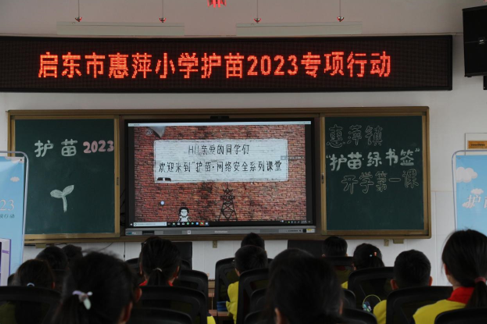 启东市惠萍小学护苗2023专项行动
护苗 2023
Hi!亲爱的同学们
欢迎来到"护苗·网络安全系列课堂
惠萍镇
"护苗绿书签"
开学第一课
023
护